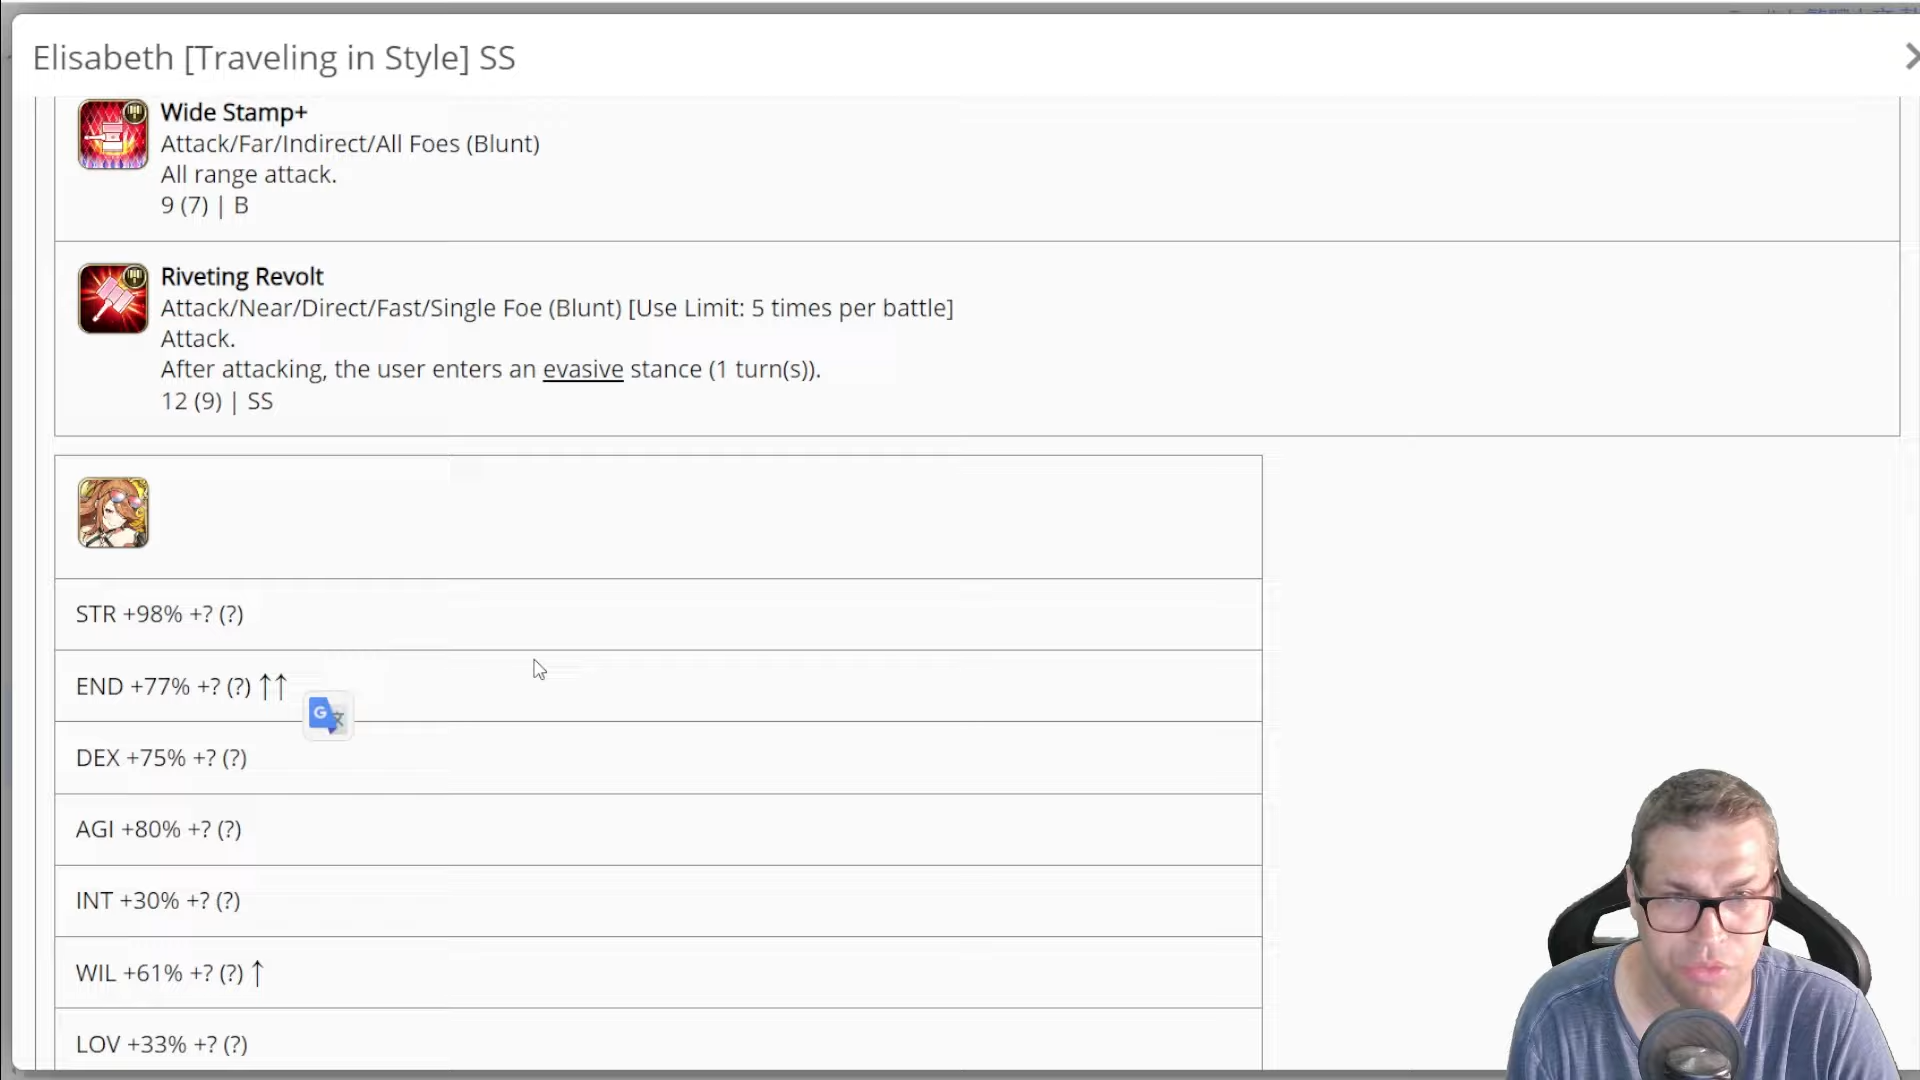 Elisabeth [Traveling in Style] SS
Wide Stamp+
Attack/Far/Indirect/All Foes (Blunt)
All range attack.
9 (7) | B
Riveting Revolt
Attack/Near/Direct/Fast/Single Foe (Blunt) [Use Limit: 5 times per battle]
Attack.
After attacking, the user enters an evasive stance (1 turn(s)).
12 (9) | SS
STR +98% +? (?)
END +77% +? (?) ↑↑
DEX +75% +? (?)
AGI +80% +? (?)
INT +30% +? (?)
WIL +61% +? (?) ↑
LOV +33% +? (?)